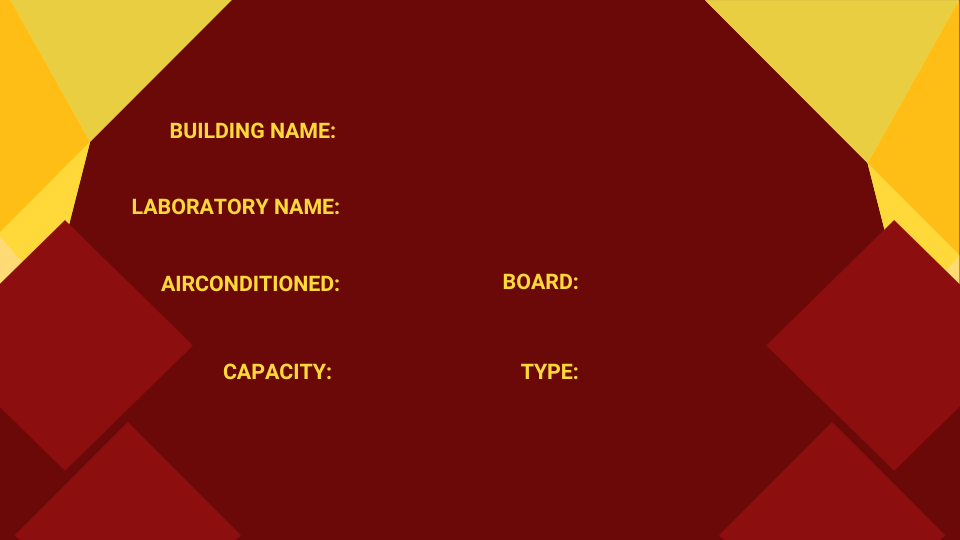 BUILDING NAME:
LABORATORY NAME:
AIRCONDITIONED:
BOARD:
CAPACITY:
TYPE: